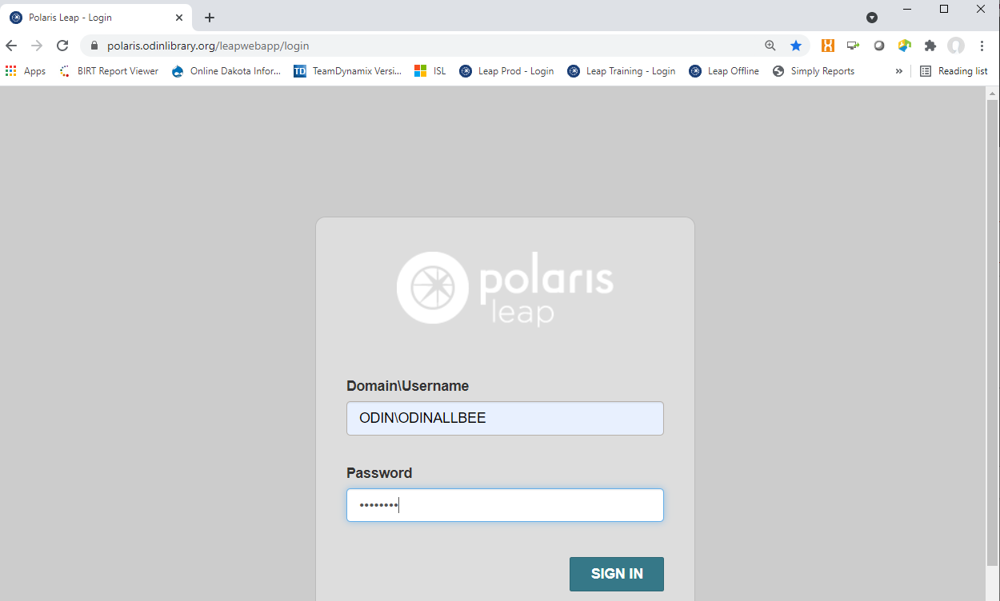 Polaris Leap - Login
polaris.odinlibrary.org/leapwebapp/login
Apps BIRT Report Viewer Online Dakota Infor... TD TeamDynamix Versi... ISL Leap Prod - Login Leap Training - Login Leap Offline Simply Reports » Reading list
polaris
leap
Domain\Username
ODIN\ODINALLBEE
Password
••••••••
SIGN IN